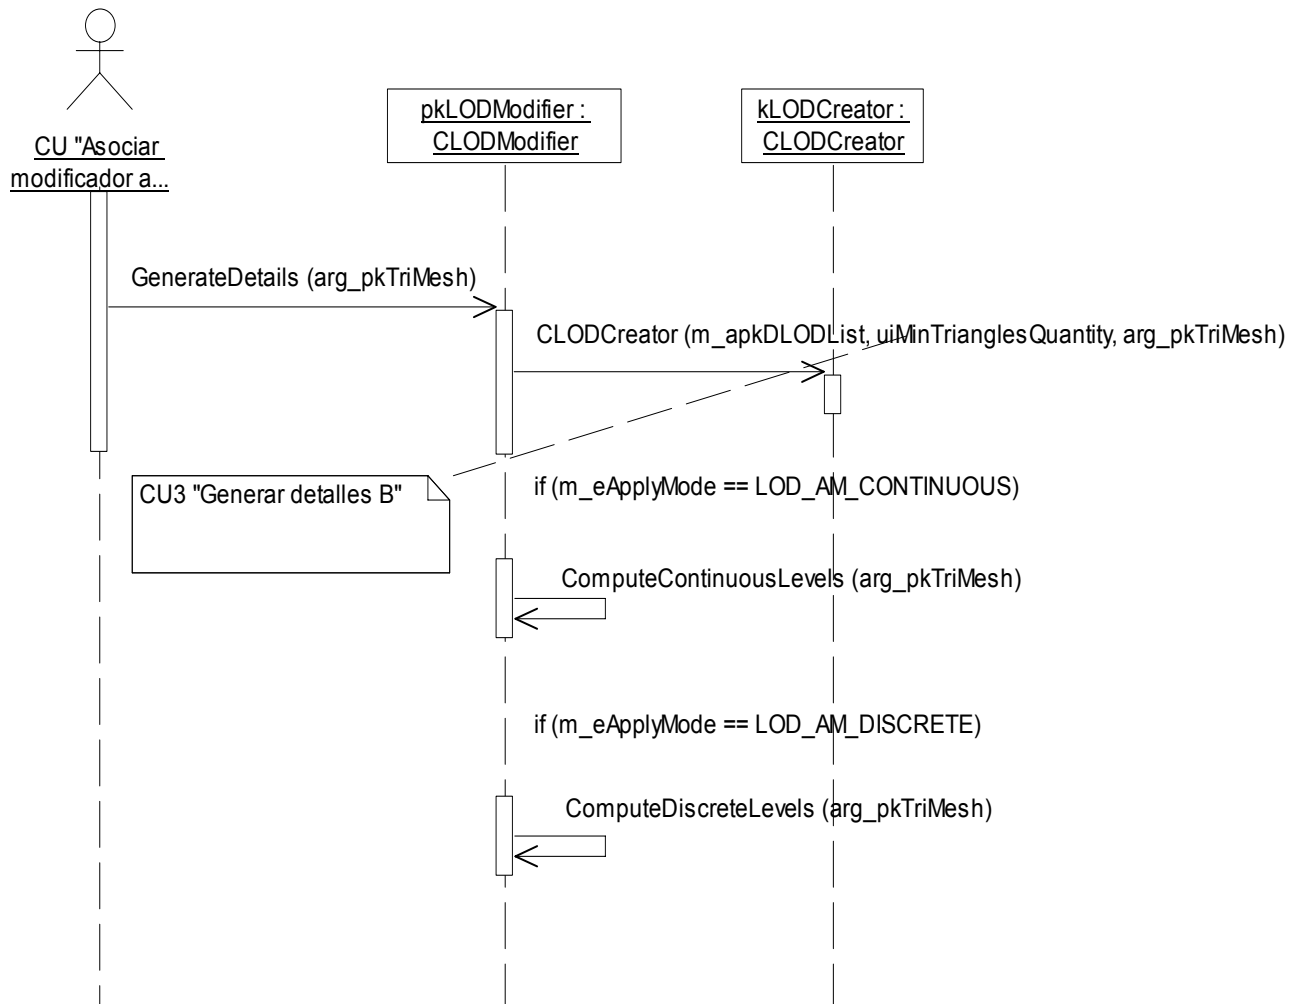 pkLODModifier :
CLODModifier
kLODCreator :
CLODCreator
CU "Asociar
modificador a...
GenerateDetails (arg_pkTriMesh)
CLODCreator (m_apkDLODList, uiMinTrianglesQuantity, arg_pkTriMesh)
CU3 "Generar detalles B"
if (m_eApplyMode == LOD_AM_CONTINUOUS)
ComputeContinuousLevels (arg_pkTriMesh)
if (m_eApplyMode == LOD_AM_DISCRETE)
ComputeDiscreteLevels (arg_pkTriMesh)